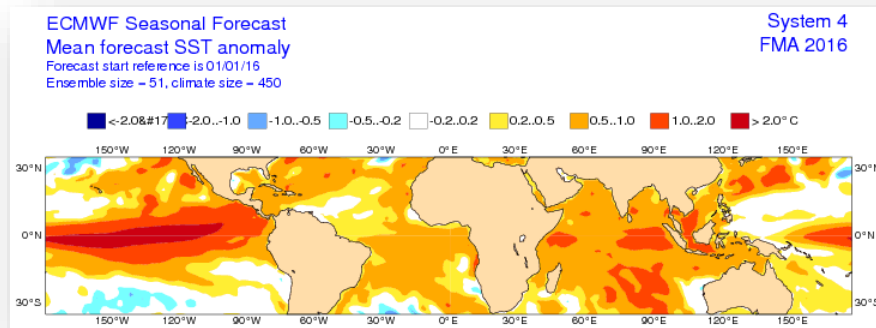 ECMWF Seasonal Forecast
System 4
Mean forecast SST anomaly
FMA 2016
Forecast start reference is 01/01/16
Ensemble size = 51, climate size = 450
<-2.0&#17 -2.0..-1.0 -1.0..-0.5 -0.5..-0.2 -0.2..0.2 0.2..0.5 0.5..1.0 1.0..2.0 > 2.0° C
150°W 120°W 90°W 60°W 30°W 0°E 30°E 60°E 90°E 120°E 150°E
30°N 30°N
0°N 0°N
30°S 30°S
150°W 120°W 90°W 60°W 30°W 0°E 30°E 60°E 90°E 120°E 150°E